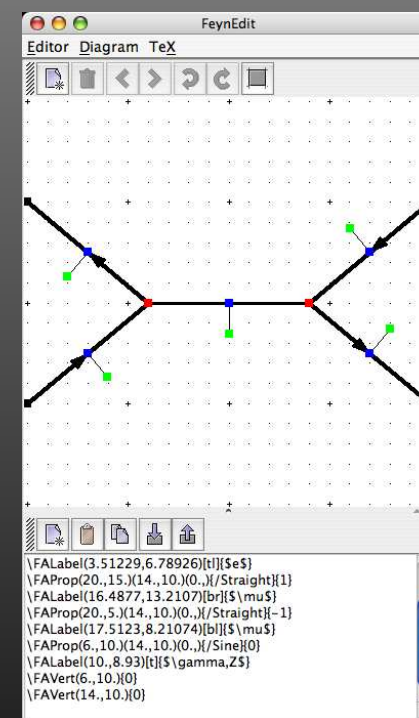 FeynEdit
Editor Diagram TeX
\FALabel(3.51229,6.78926)[tl]{$e$}
\FAProp(20.,15.)(14.,10.)(0.,){/Straight}{1}
\FALabel(16.4877,13.2107)[br]{$\mu$}
\FAProp(20.,5.)(14.,10.)(0.,){/Straight}{-1}
\FALabel(17.5123,8.21074)[bl]{$\mu$}
\FAProp(6.,10.)(14.,10.)(0.,){/Sine}{0}
\FALabel(10.,8.93)[t]{$\gamma,Z$}
\FAVert(6.,10.){0}
\FAVert(14.,10.){0}